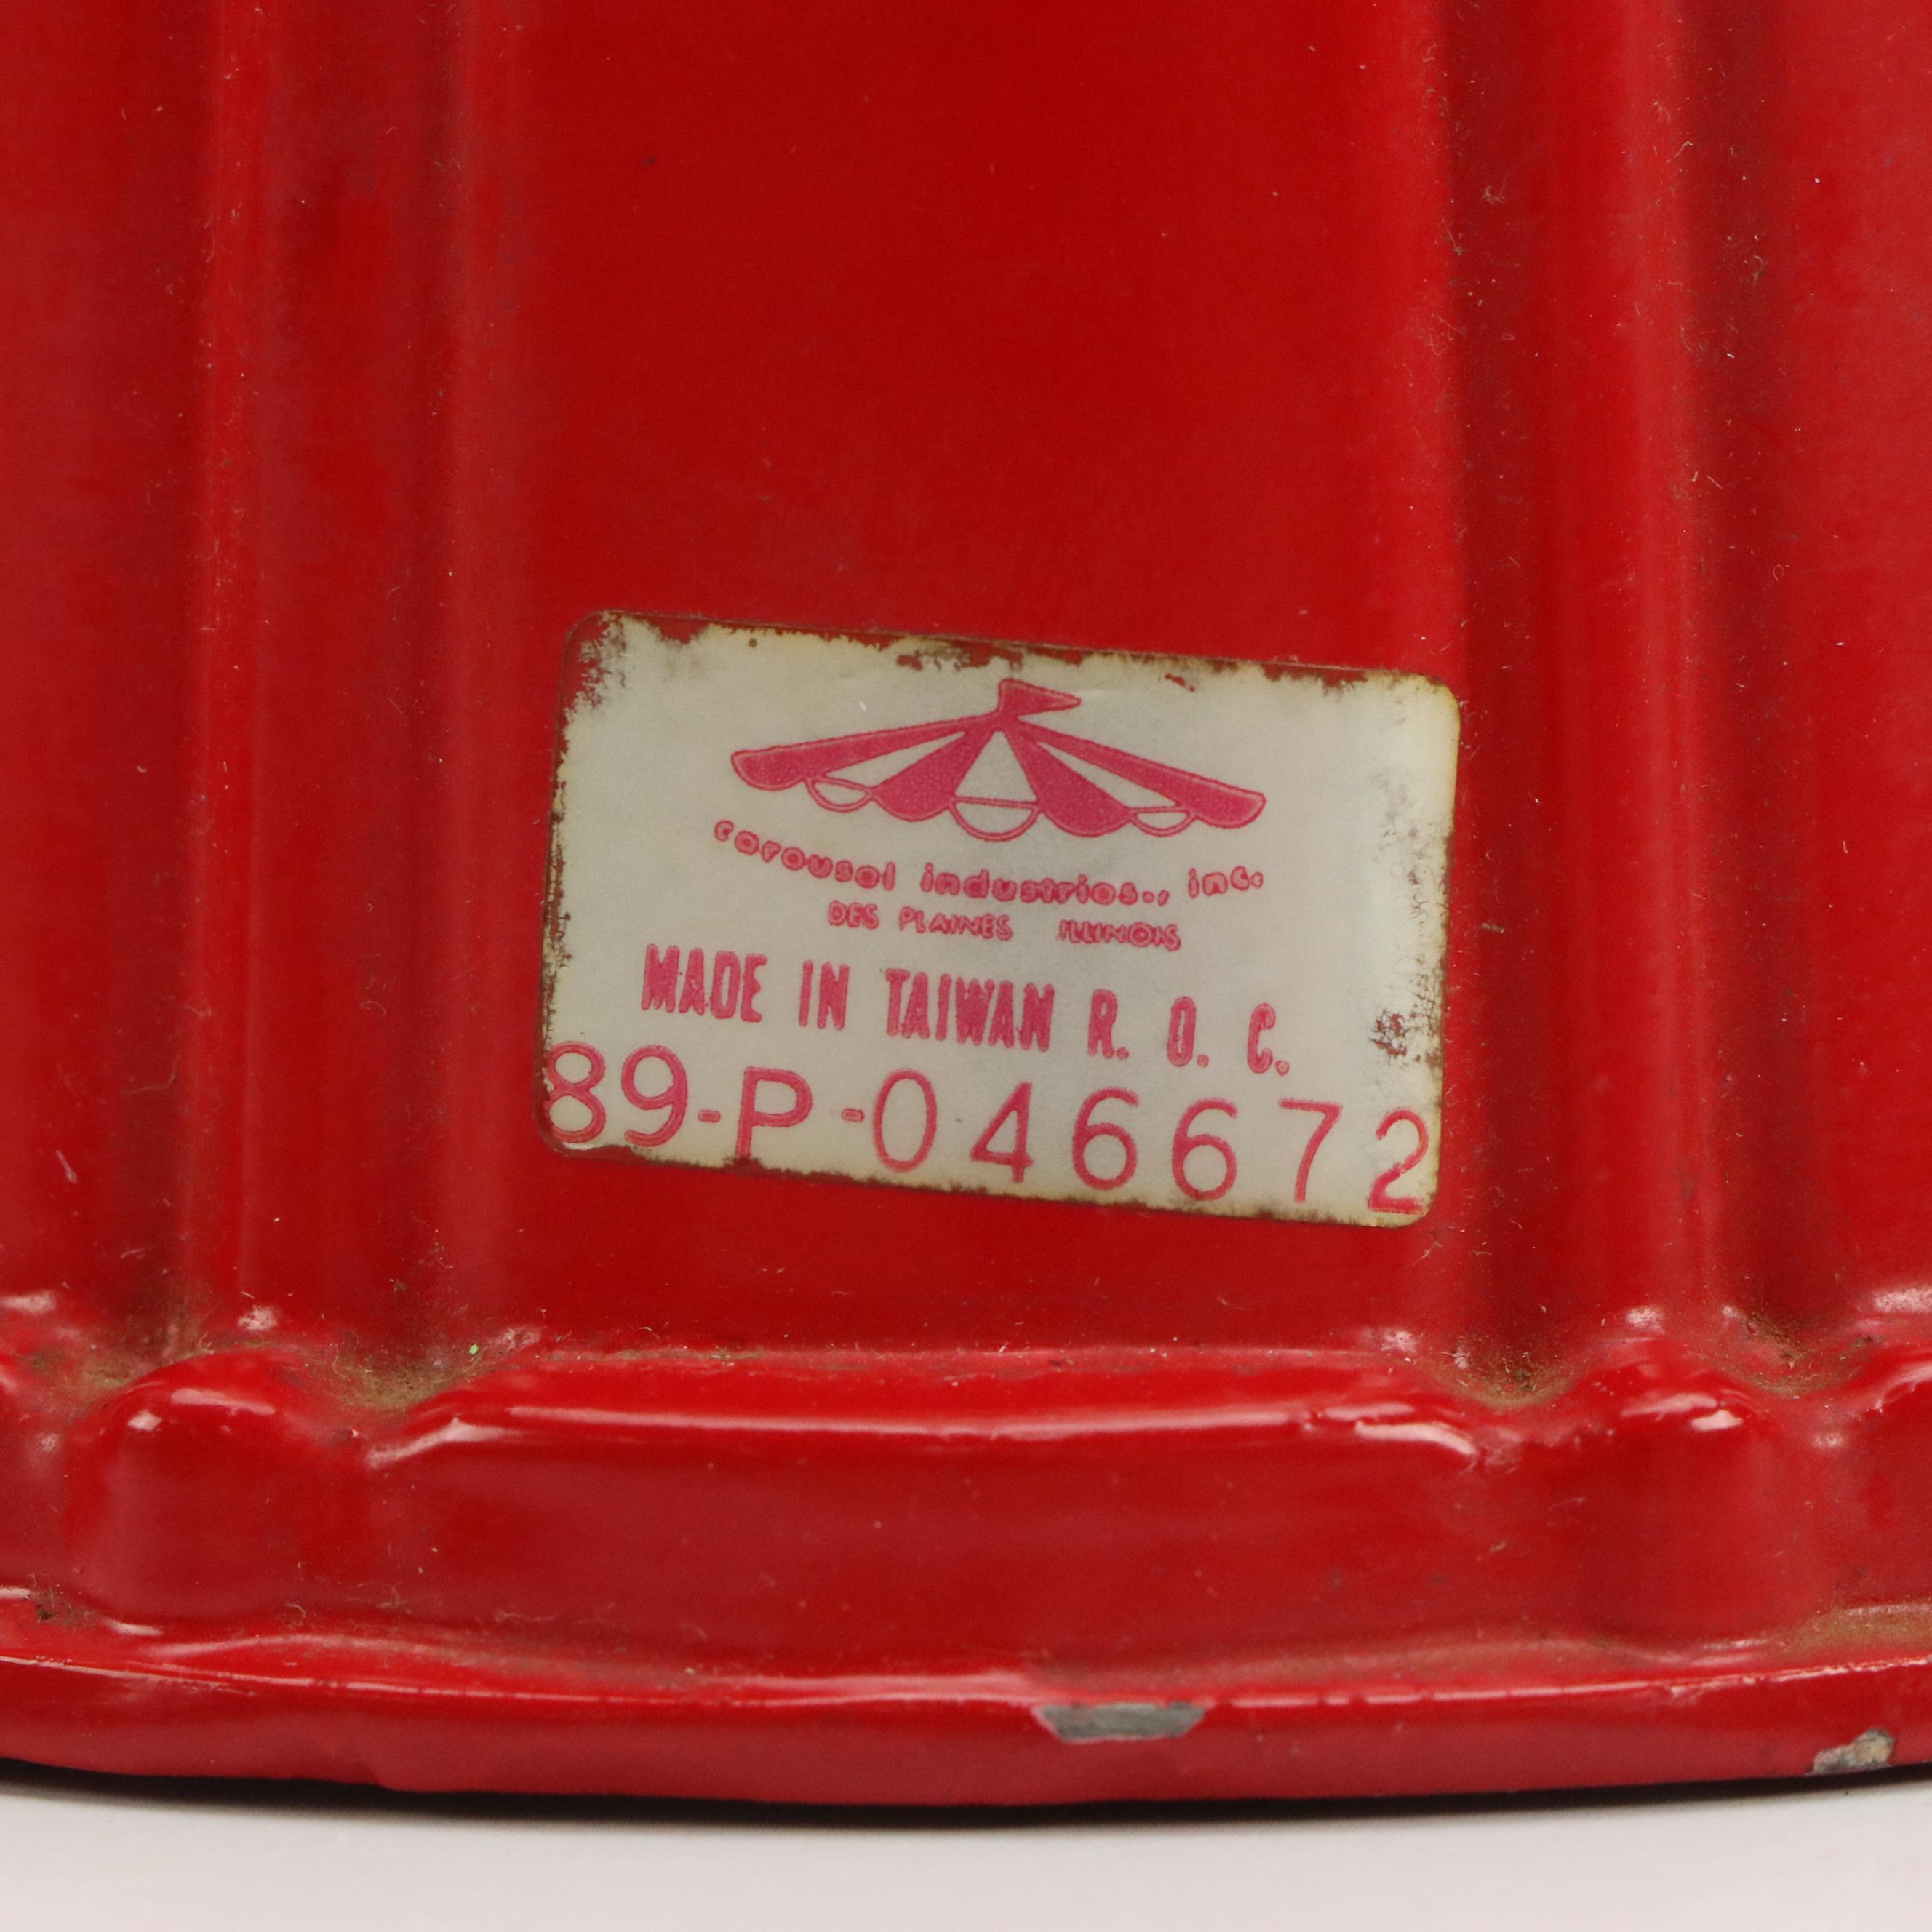 carousel industries., inc.
DES PLAINES ILLINOIS
MADE IN TAIWAN R. O. C.
89-P-046672